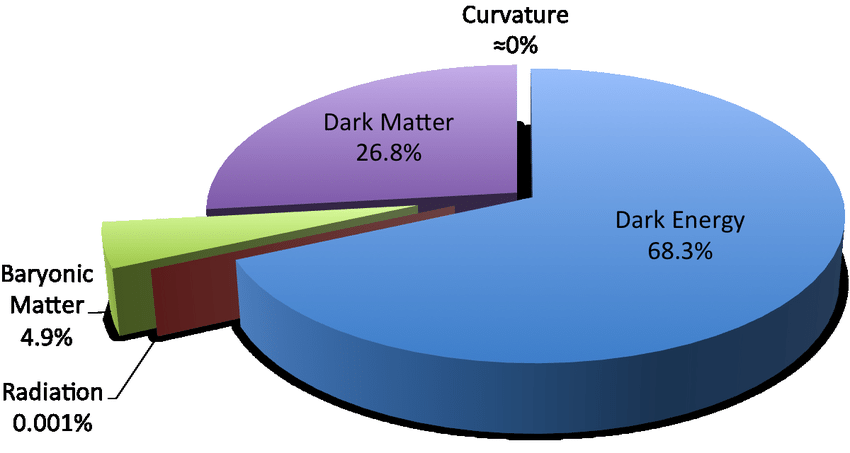 Curvature
≈0%
Dark Matter
26.8%
Dark Energy
68.3%
Baryonic
Matter
4.9%
Radiation
0.001%